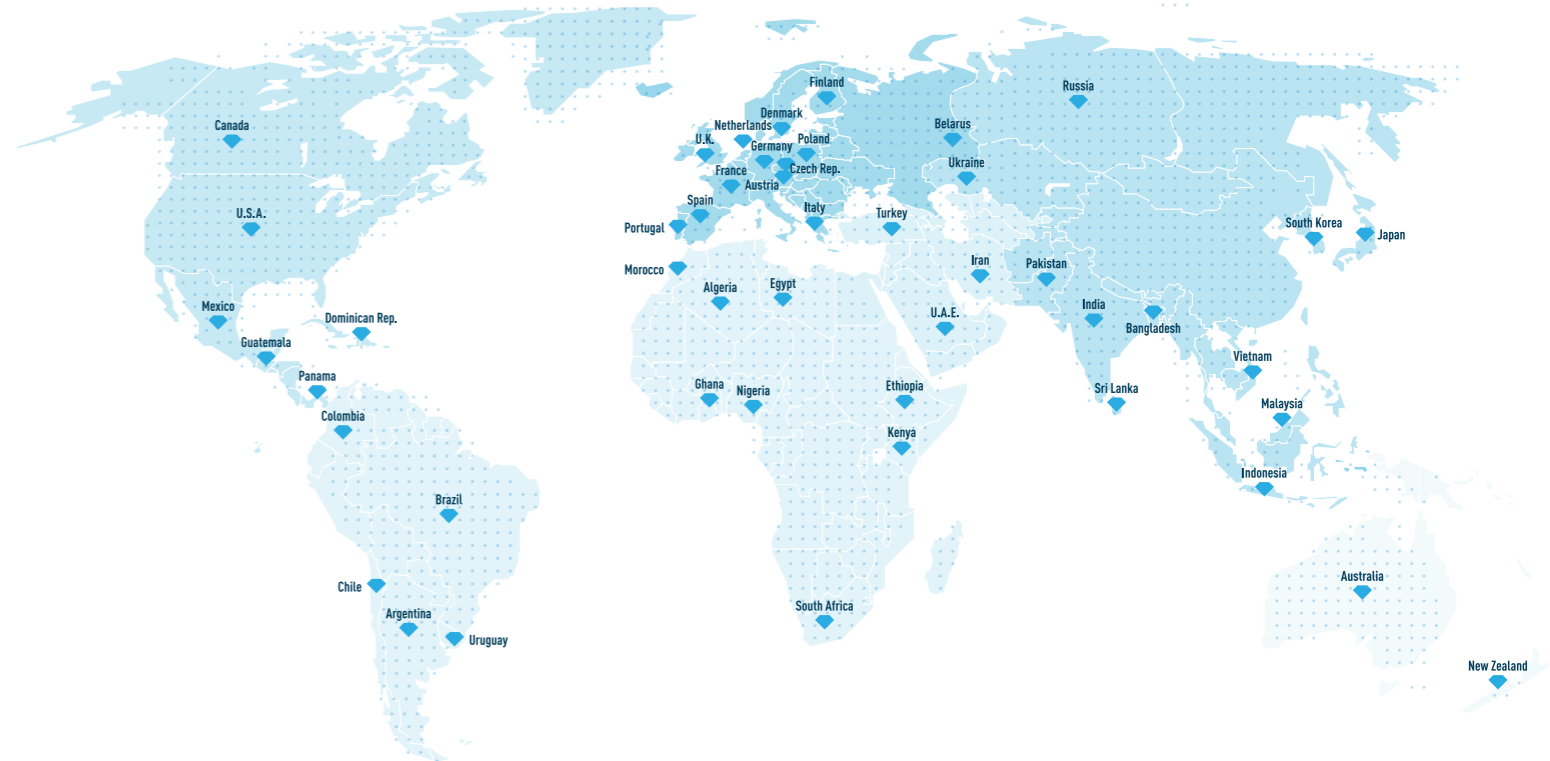 Canada
U.S.A.
Mexico
Dominican Rep.
Guatemala
Panama
Colombia
Brazil
Chile
Argentina
Uruguay
Finland
Denmark
Netherlands
U.K.
Germany
Poland
France
Austria
Czech Rep.
Spain
Portugal
Italy
Turkey
Belarus
Ukraine
Russia
Morocco
Algeria
Egypt
Ghana
Nigeria
Ethiopia
Kenya
South Africa
Iran
U.A.E.
Pakistan
India
Bangladesh
Sri Lanka
South Korea
Japan
Vietnam
Malaysia
Indonesia
Australia
New Zealand